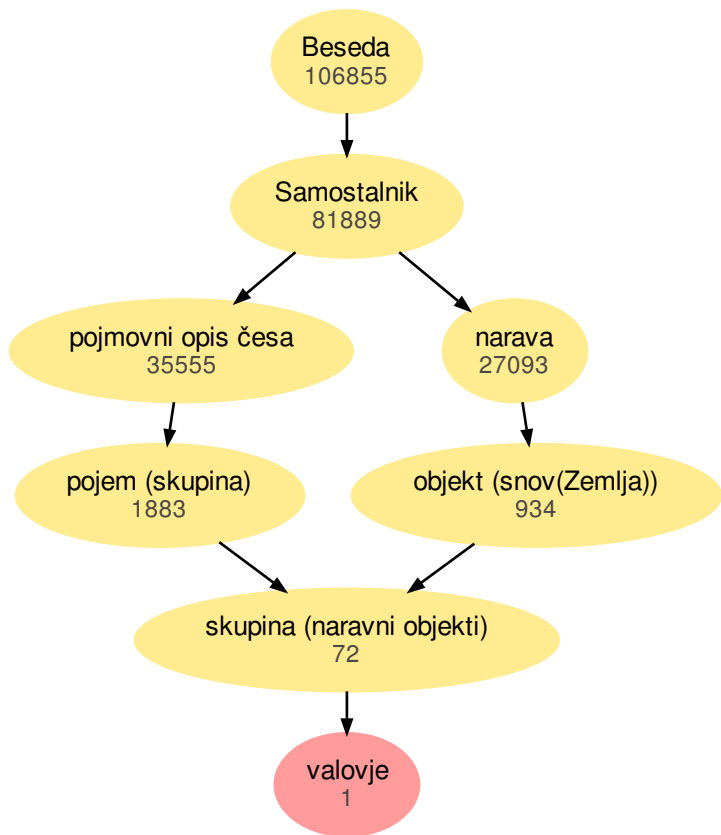 Beseda
106855
Samostalnik
81889
pojmovni opis česa
35555
narava
27093
pojem (skupina)
1883
objekt (snov(Zemlja))
934
skupina (naravni objekti)
72
valovje
1